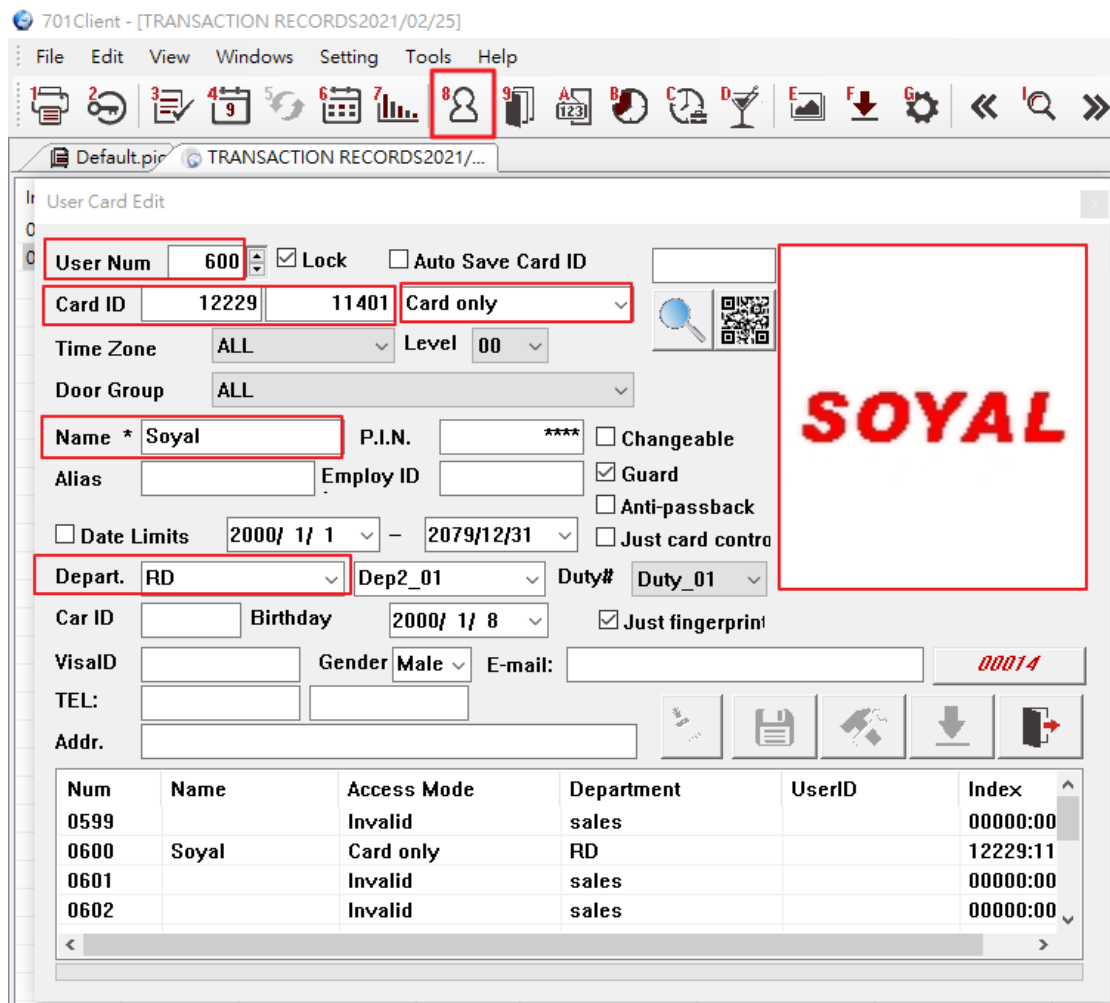 701Client - [TRANSACTION RECORDS2021/02/25]
File Edit View Windows Setting Tools Help
1 2 3 4 9 5 6 7 8 9 A 123 B C D E F G I
Default.pic TRANSACTION RECORDS2021/...
User Card Edit x
User Num 600 Lock Auto Save Card ID
Card ID 12229 11401 Card only
Time Zone ALL Level 00
Door Group ALL
SOYAL
Name * Soyal P.I.N. **** Changeable
Alias Employ ID Guard
Anti-passback
Date Limits 2000/ 1/ 1 – 2079/12/31 Just card contro
Depart. RD Dep2_01 Duty# Duty_01
Car ID Birthday 2000/ 1/ 8 Just fingerprint
VisaID Gender Male E-mail: 00014
TEL:
Addr.
Num Name Access Mode Department UserID Index
0599 Invalid sales 00000:00
0600 Soyal Card only RD 12229:11
0601 Invalid sales 00000:00
0602 Invalid sales 00000:00